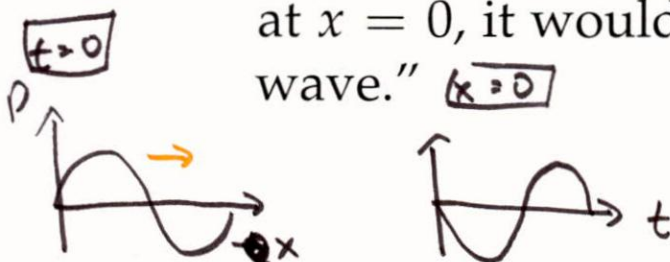 at x = 0, it would
wave."
t=0
x=0
D
x
t